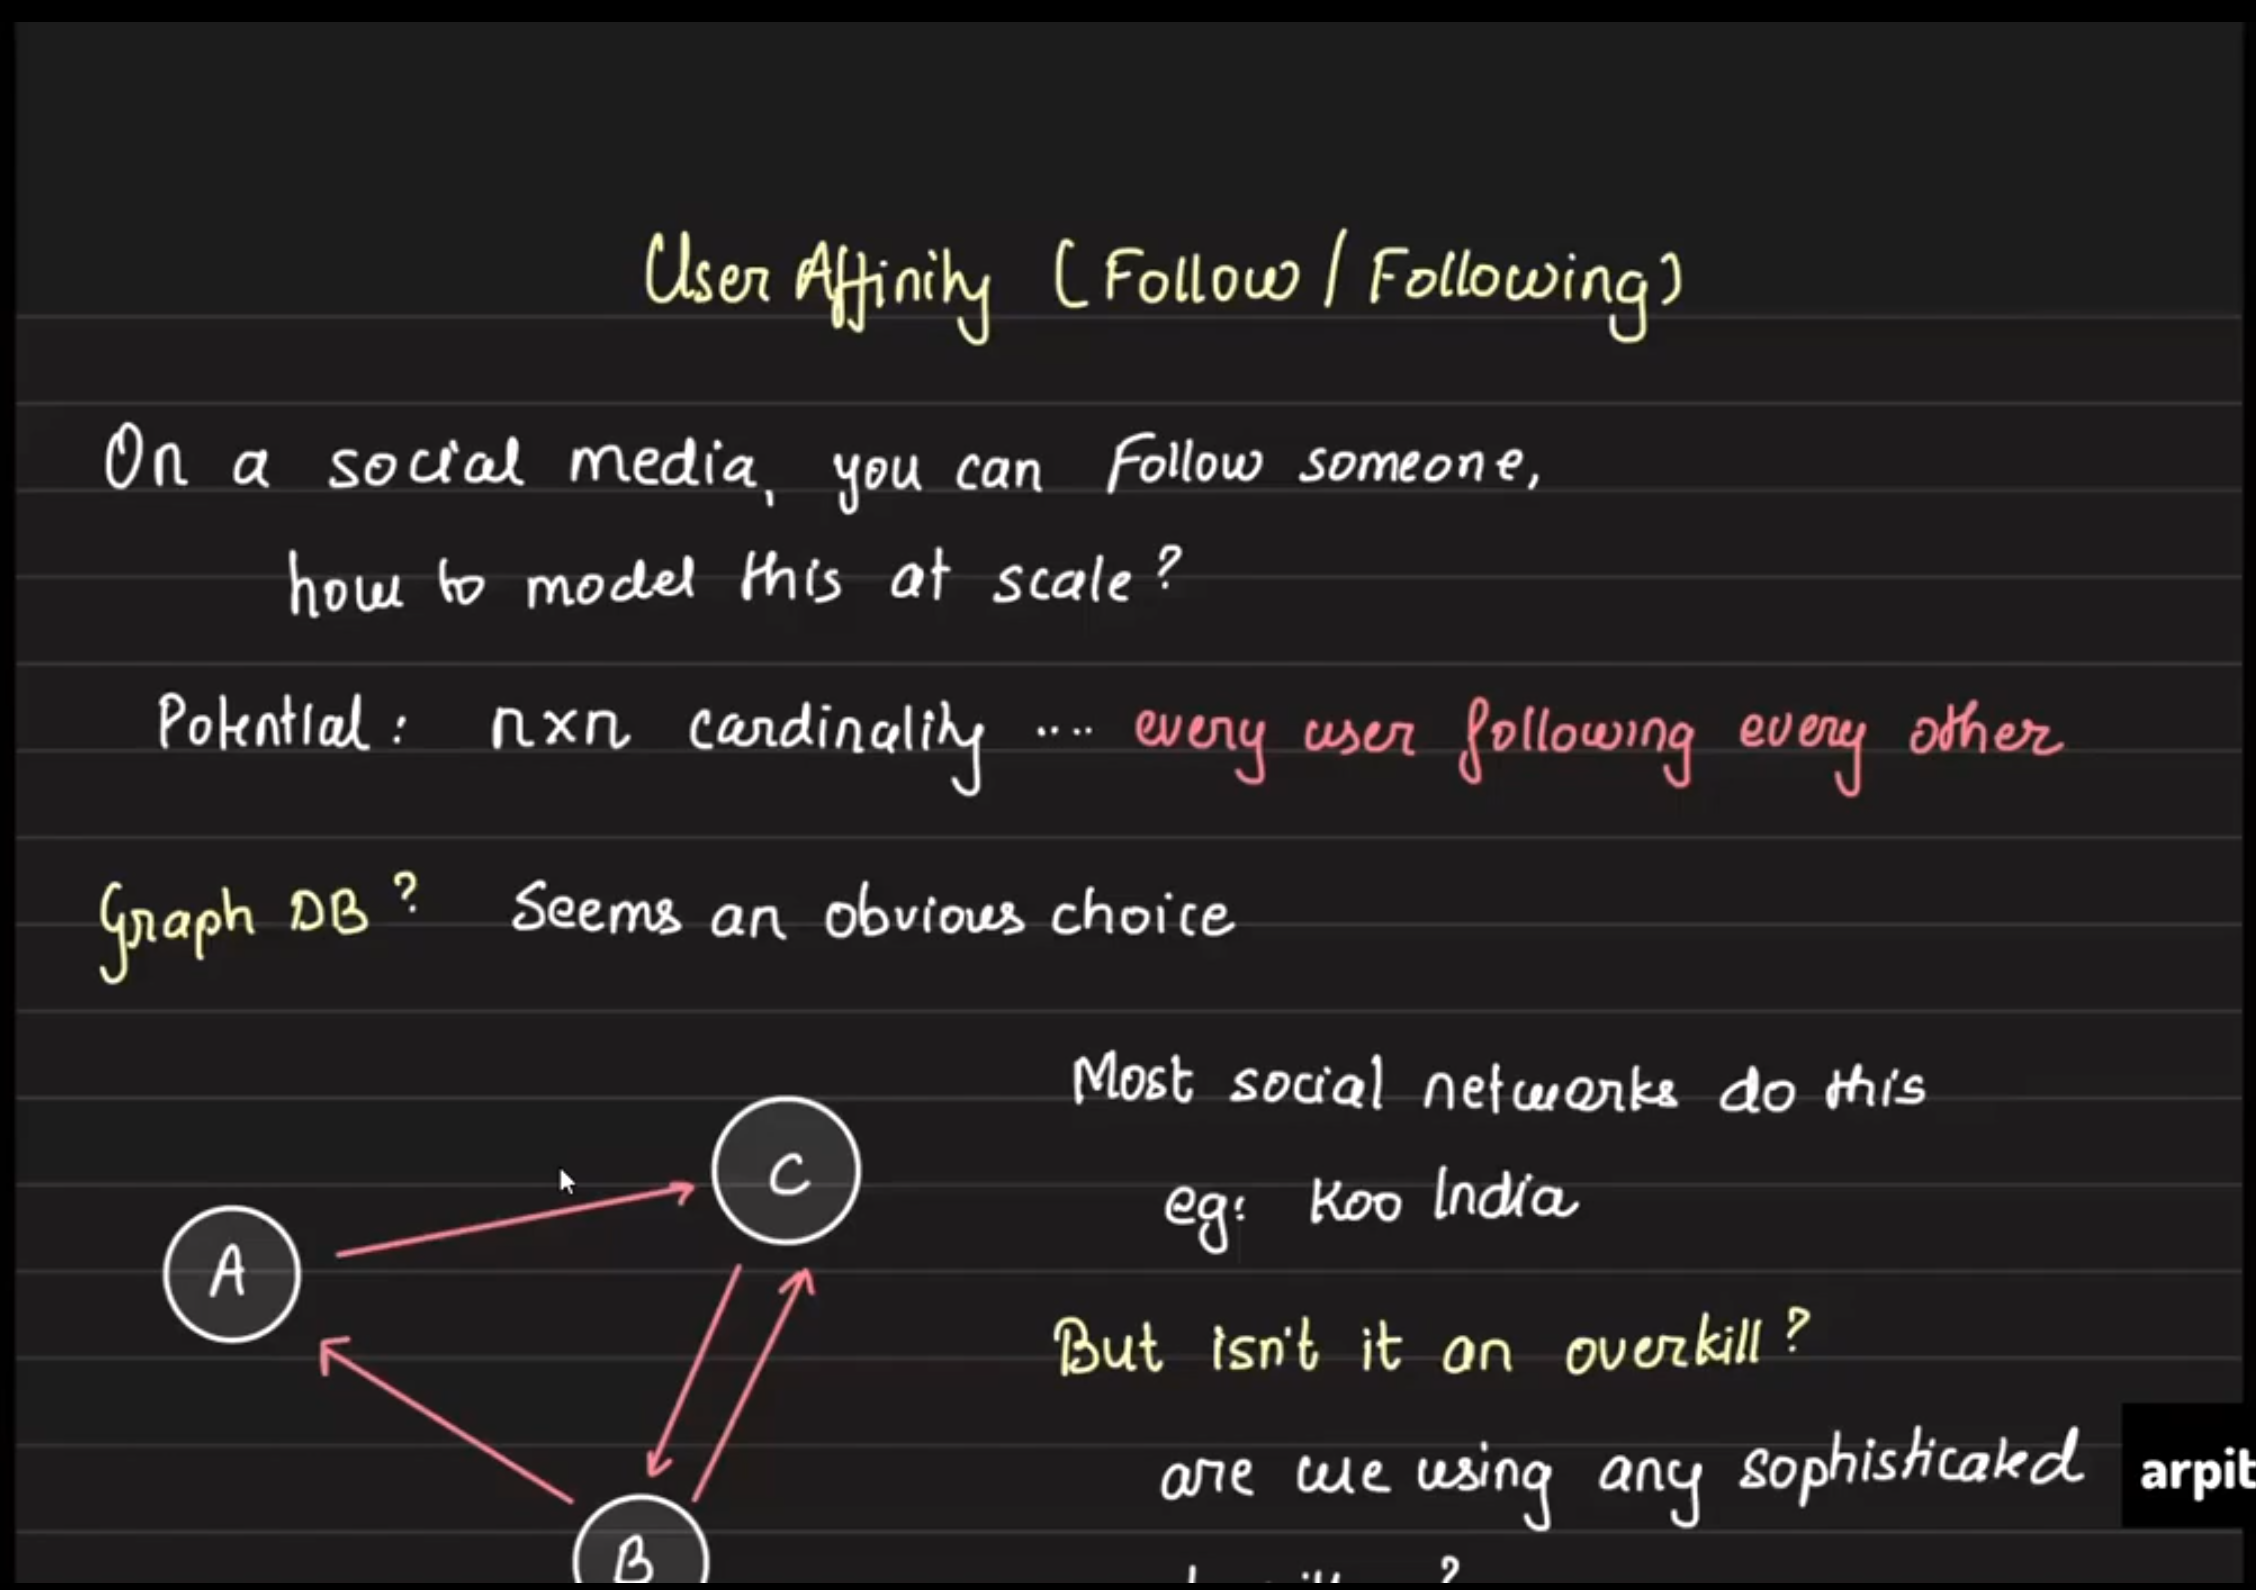 User Affinity (Follow / Following)
On a social media, you can Follow someone,
how to model this at scale?
Potential: nxn cardinality .... every user following every other
Graph DB? Seems an obvious choice
Most social networks do this
eg: Koo India
But isn't it an overkill?
are we using any sophisticated
A
C
B
arpit